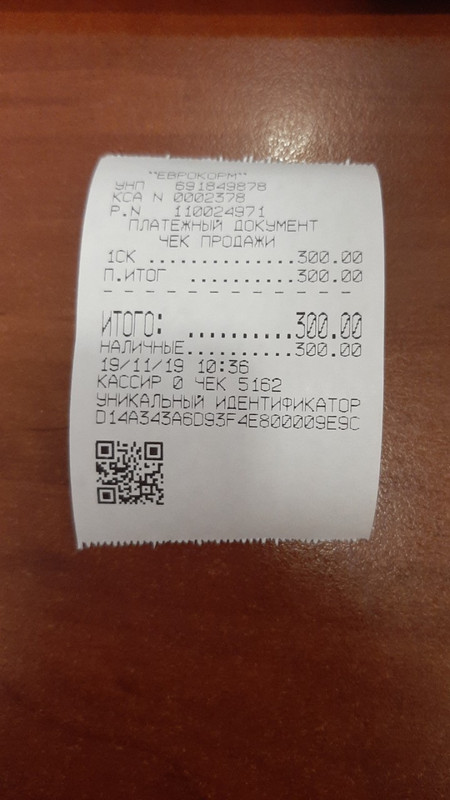 "ЕВРОКОРМ"
УНП 691849878
КСА N 0002378
Р.N 110024971
ПЛАТЕЖНЫЙ ДОКУМЕНТ
ЧЕК ПРОДАЖИ
1СК ..............300.00
П.ИТОГ ..........300.00
- - - - - - - - - - - -
ИТОГО: ..........300.00
НАЛИЧНЫЕ..........300.00
19/11/19 10:36
КАССИР 0 ЧЕК 5162
УНИКАЛЬНЫЙ ИДЕНТИФИКАТОР
D14A343A6D93F4E800009E9C